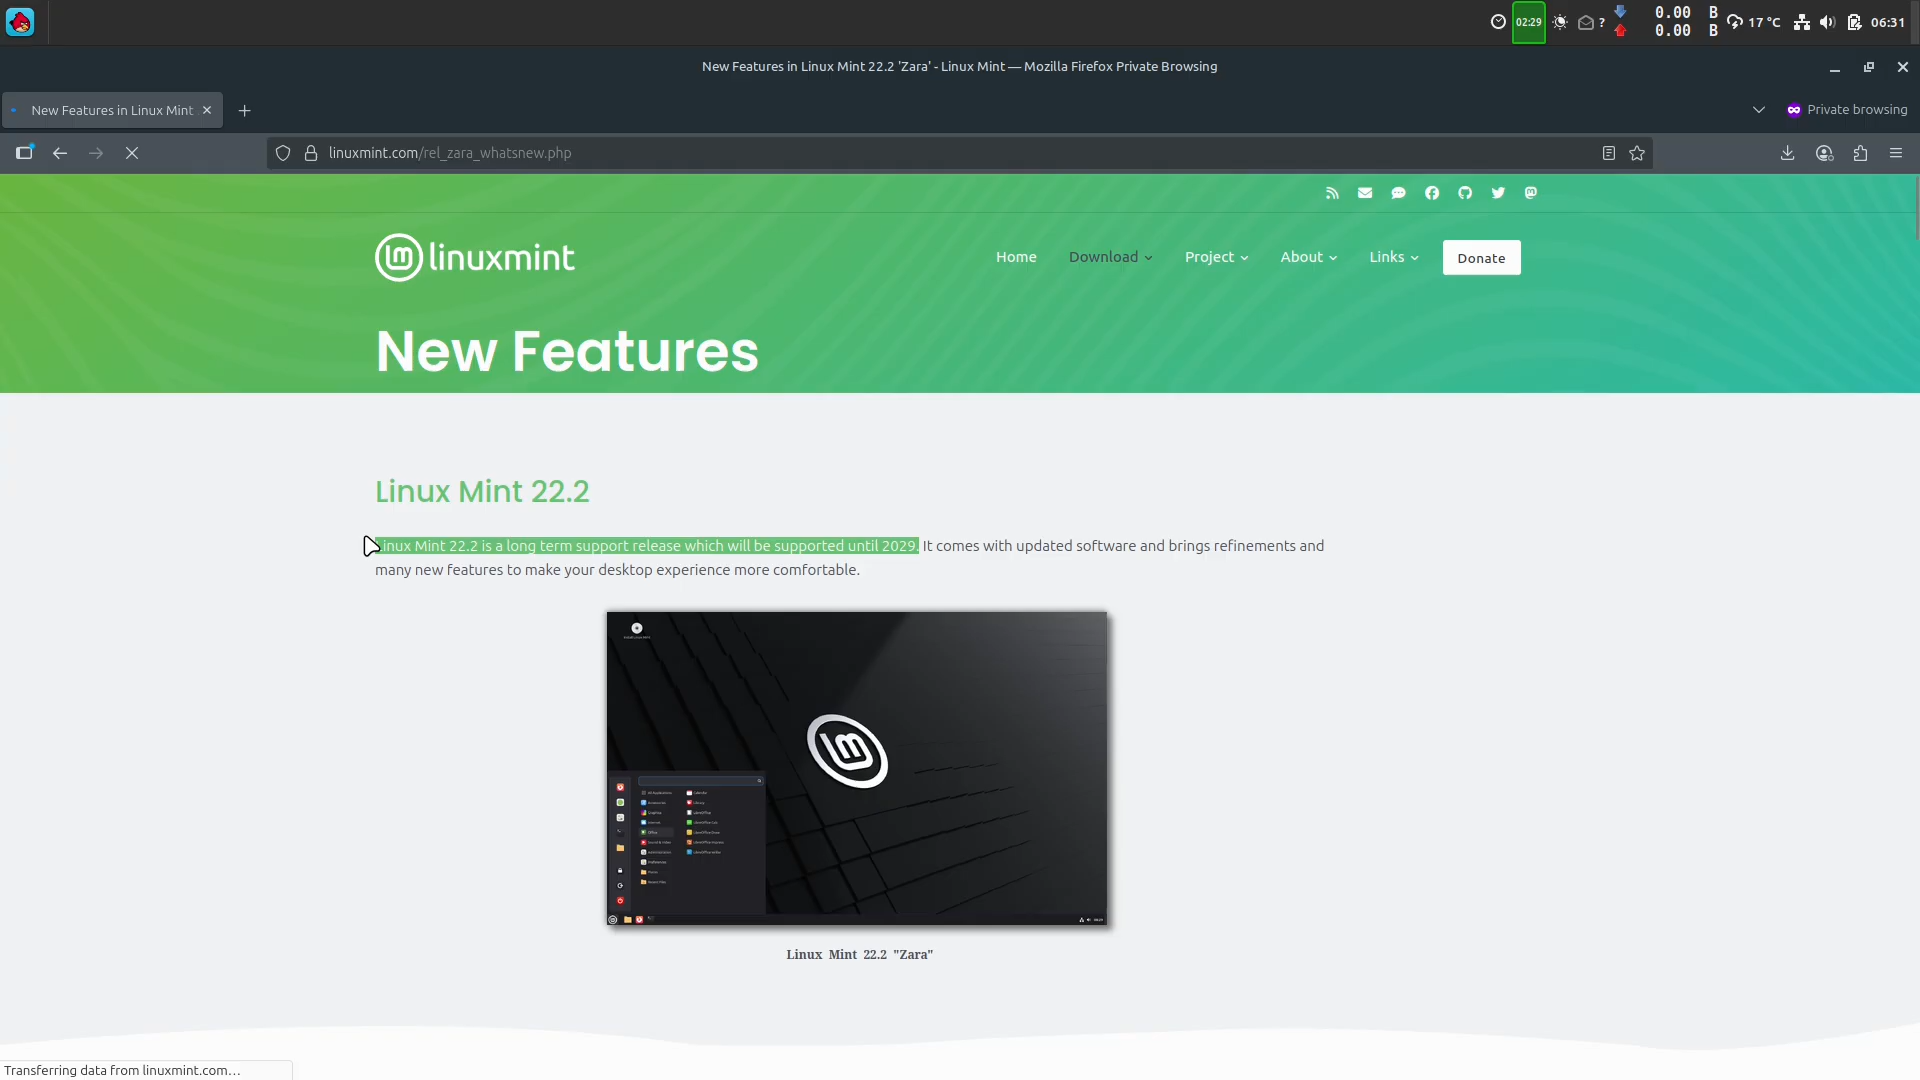 02:29
?
0.00 B
0.00 B
17 °C
06:31
New Features in Linux Mint 22.2 'Zara' - Linux Mint — Mozilla Firefox Private Browsing
New Features in Linux Mint
Private browsing
linuxmint.com/rel_zara_whatsnew.php
linuxmint
Home
Download
Project
About
Links
Donate
New Features
Linux Mint 22.2
Linux Mint 22.2 is a long term support release which will be supported until 2029. It comes with updated software and brings refinements and
many new features to make your desktop experience more comfortable.
Linux Mint 22.2 "Zara"
Transferring data from linuxmint.com…